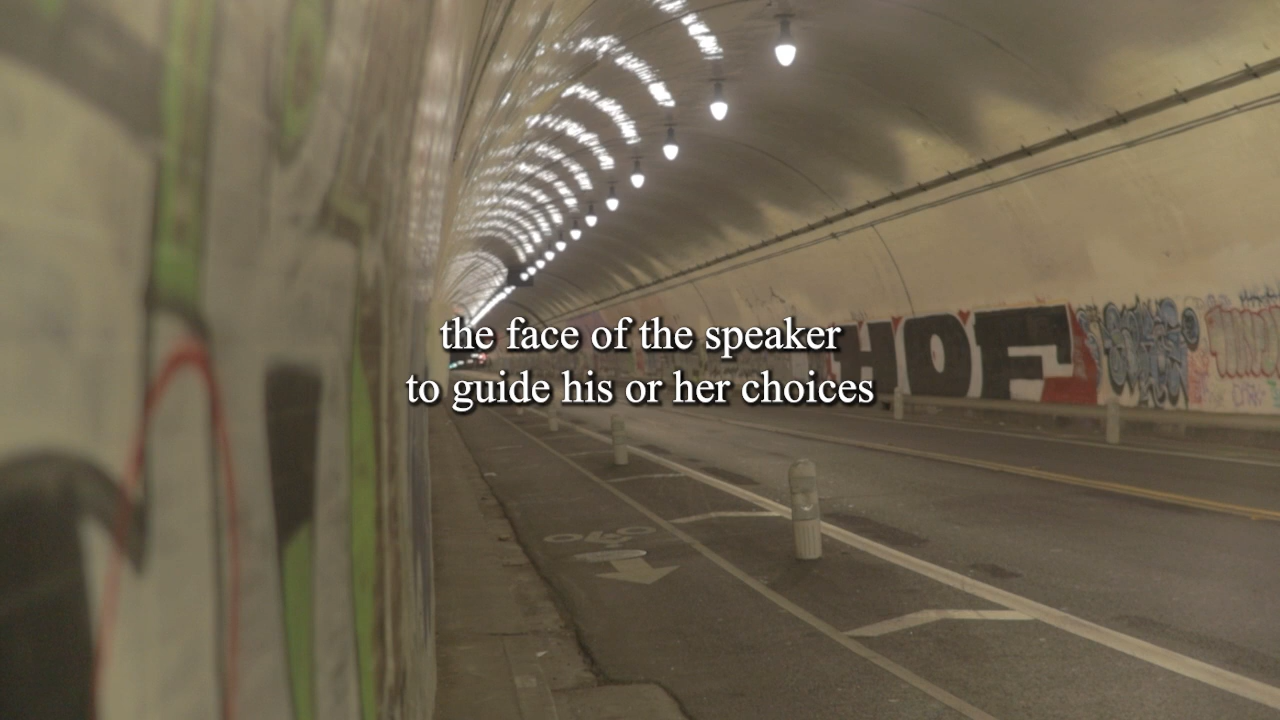 the face of the speaker
to guide his or her choices
HOF